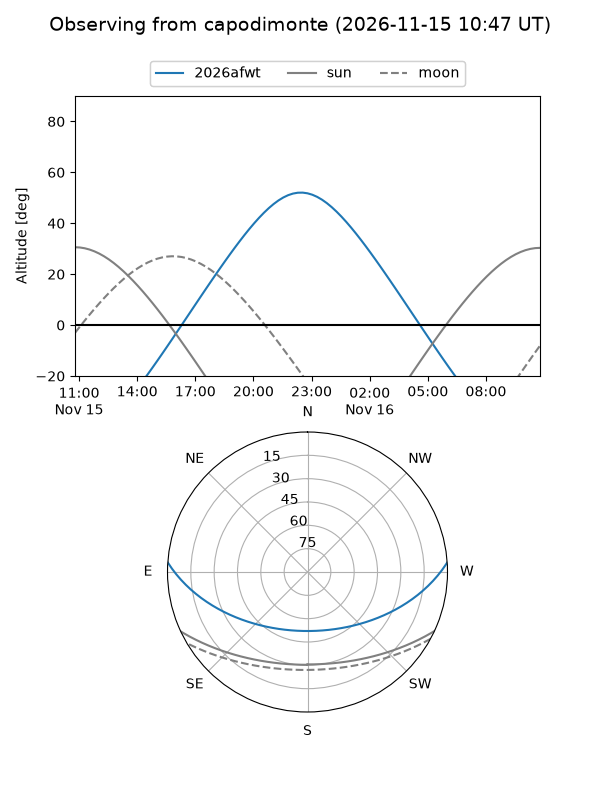 Observing from capodimonte (2026-11-15 10:47 UT)
2026afwt sun moon
80
60
40
20
0
−20
Altitude [deg]
11:00 14:00 17:00 20:00 23:00 02:00 05:00 08:00
Nov 15 Nov 16
N
NE NW
15
30
45
60
75
E W
SE SW
S